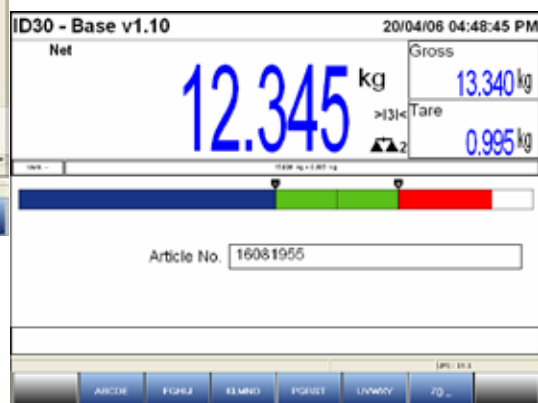 ID30 - Base v1.10 20/04/06 04:48:45 PM
Net
12.345 kg
>|3|<
2
Gross
13.340 kg
Tare
0.995 kg
Article No. 16081955
ABCDE FGHIJ KLMNO PQRST UVWXY